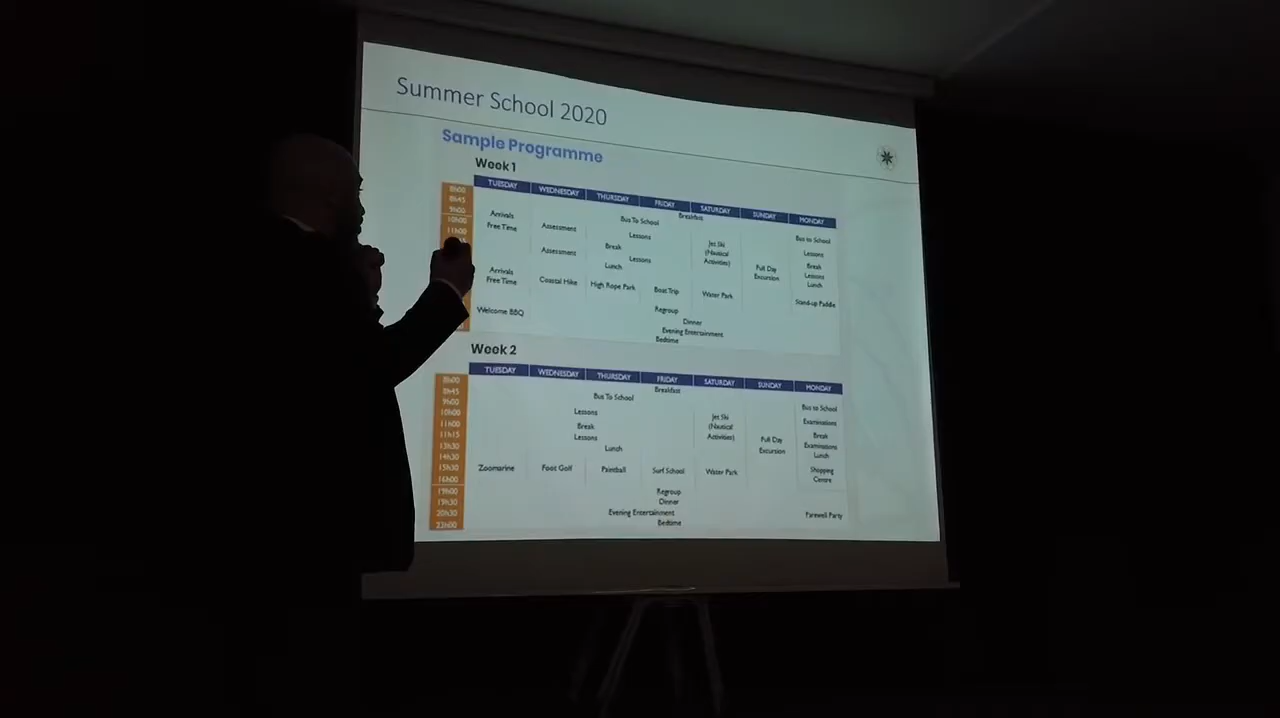 Summer School 2020
Sample Programme
Week 1
TUESDAY WEDNESDAY THURSDAY FRIDAY SATURDAY SUNDAY MONDAY
8h00
8h45 Breakfast
9h00 Bus To School
10h00 Arrivals Free Time Assessment Lessons Jet Ski (Nautical Activities) Bus to School
11h00 Assessment Break Lessons
Lessons Full Day Excursion Break
Lunch Lessons
Arrivals Free Time Coastal Hike High Rope Park Boat Trip Water Park Lunch
Stand-up Paddle
Welcome BBQ Regroup
Dinner
Evening Entertainment
Bedtime
Week 2
TUESDAY WEDNESDAY THURSDAY FRIDAY SATURDAY SUNDAY MONDAY
8h00 Breakfast
8h45 Bus To School
9h00 Bus to School
10h00 Lessons Jet Ski (Nautical Activities) Examinations
11h00 Break Break
11h15 Lessons Full Day Excursion Examinations
13h30 Lunch Lunch
14h30
15h30 Zoomarine Foot Golf Paintball Surf School Water Park Shopping Centre
16h00
19h00 Regroup
19h30 Dinner
20h30 Evening Entertainment Farewell Party
22h00 Bedtime